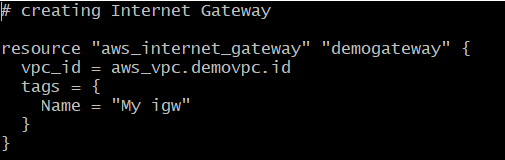 # creating Internet Gateway
resource "aws_internet_gateway" "demogateway" {
  vpc_id = aws_vpc.demovpc.id
  tags = {
    Name = "My igw"
  }
}